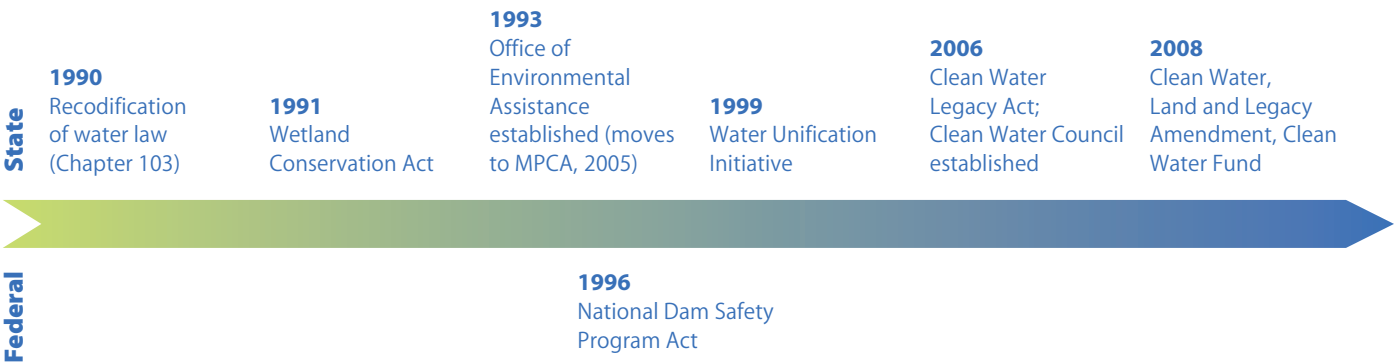 State
1990
Recodification
of water law
(Chapter 103)
1991
Wetland
Conservation Act
1993
Office of
Environmental
Assistance
established (moves
to MPCA, 2005)
1999
Water Unification
Initiative
2006
Clean Water
Legacy Act;
Clean Water Council
established
2008
Clean Water,
Land and Legacy
Amendment, Clean
Water Fund
Federal
1996
National Dam Safety
Program Act